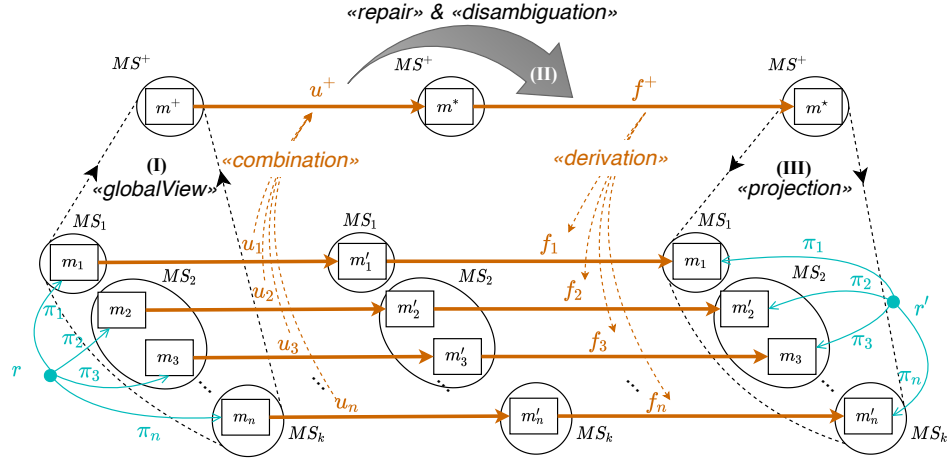 «repair» & «disambiguation»
MS⁺ MS⁺ MS⁺
(II)
m⁺ u⁺ m* f⁺ m⋆
(I) «combination» «derivation» (III)
«globalView» «projection»
MS₁ MS₁ MS₁
m₁ u₁ m′₁ f₁ m₁ π₁
MS₂ MS₂ MS₂
π₁ m₂ u₂ m′₂ f₂ m′₂ π₂ r′
π₂ m₃ u₃ m′₃ f₃ m₃ π₃
r π₃ ⋱ ⋱ ⋱ ⋱ ⋱ πₙ
πₙ mₙ uₙ m′ₙ fₙ m′ₙ
MSₖ MSₖ MSₖ